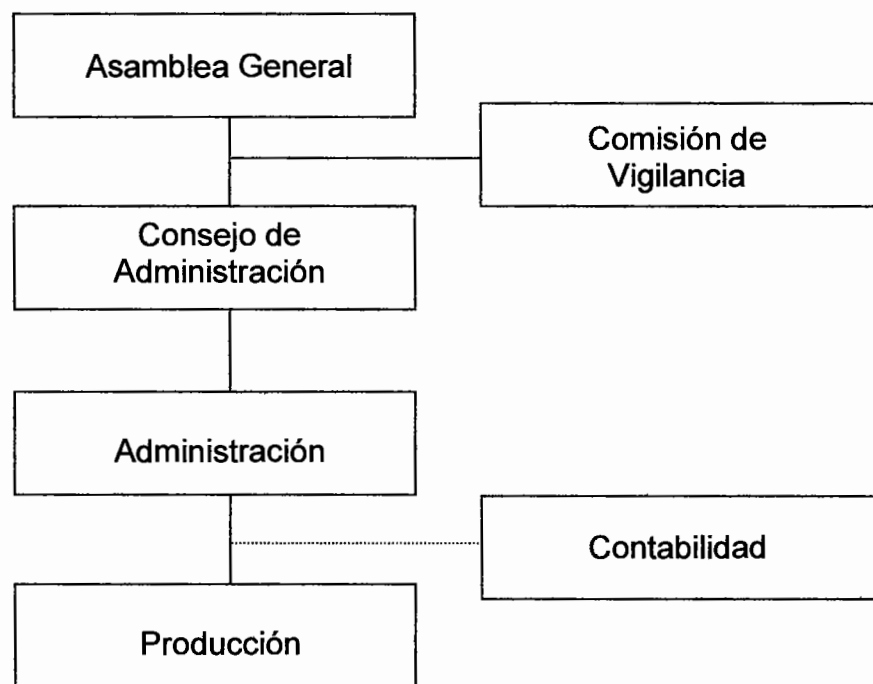 Asamblea General
Comisión de
Vigilancia
Consejo de
Administración
Administración
Contabilidad
Producción